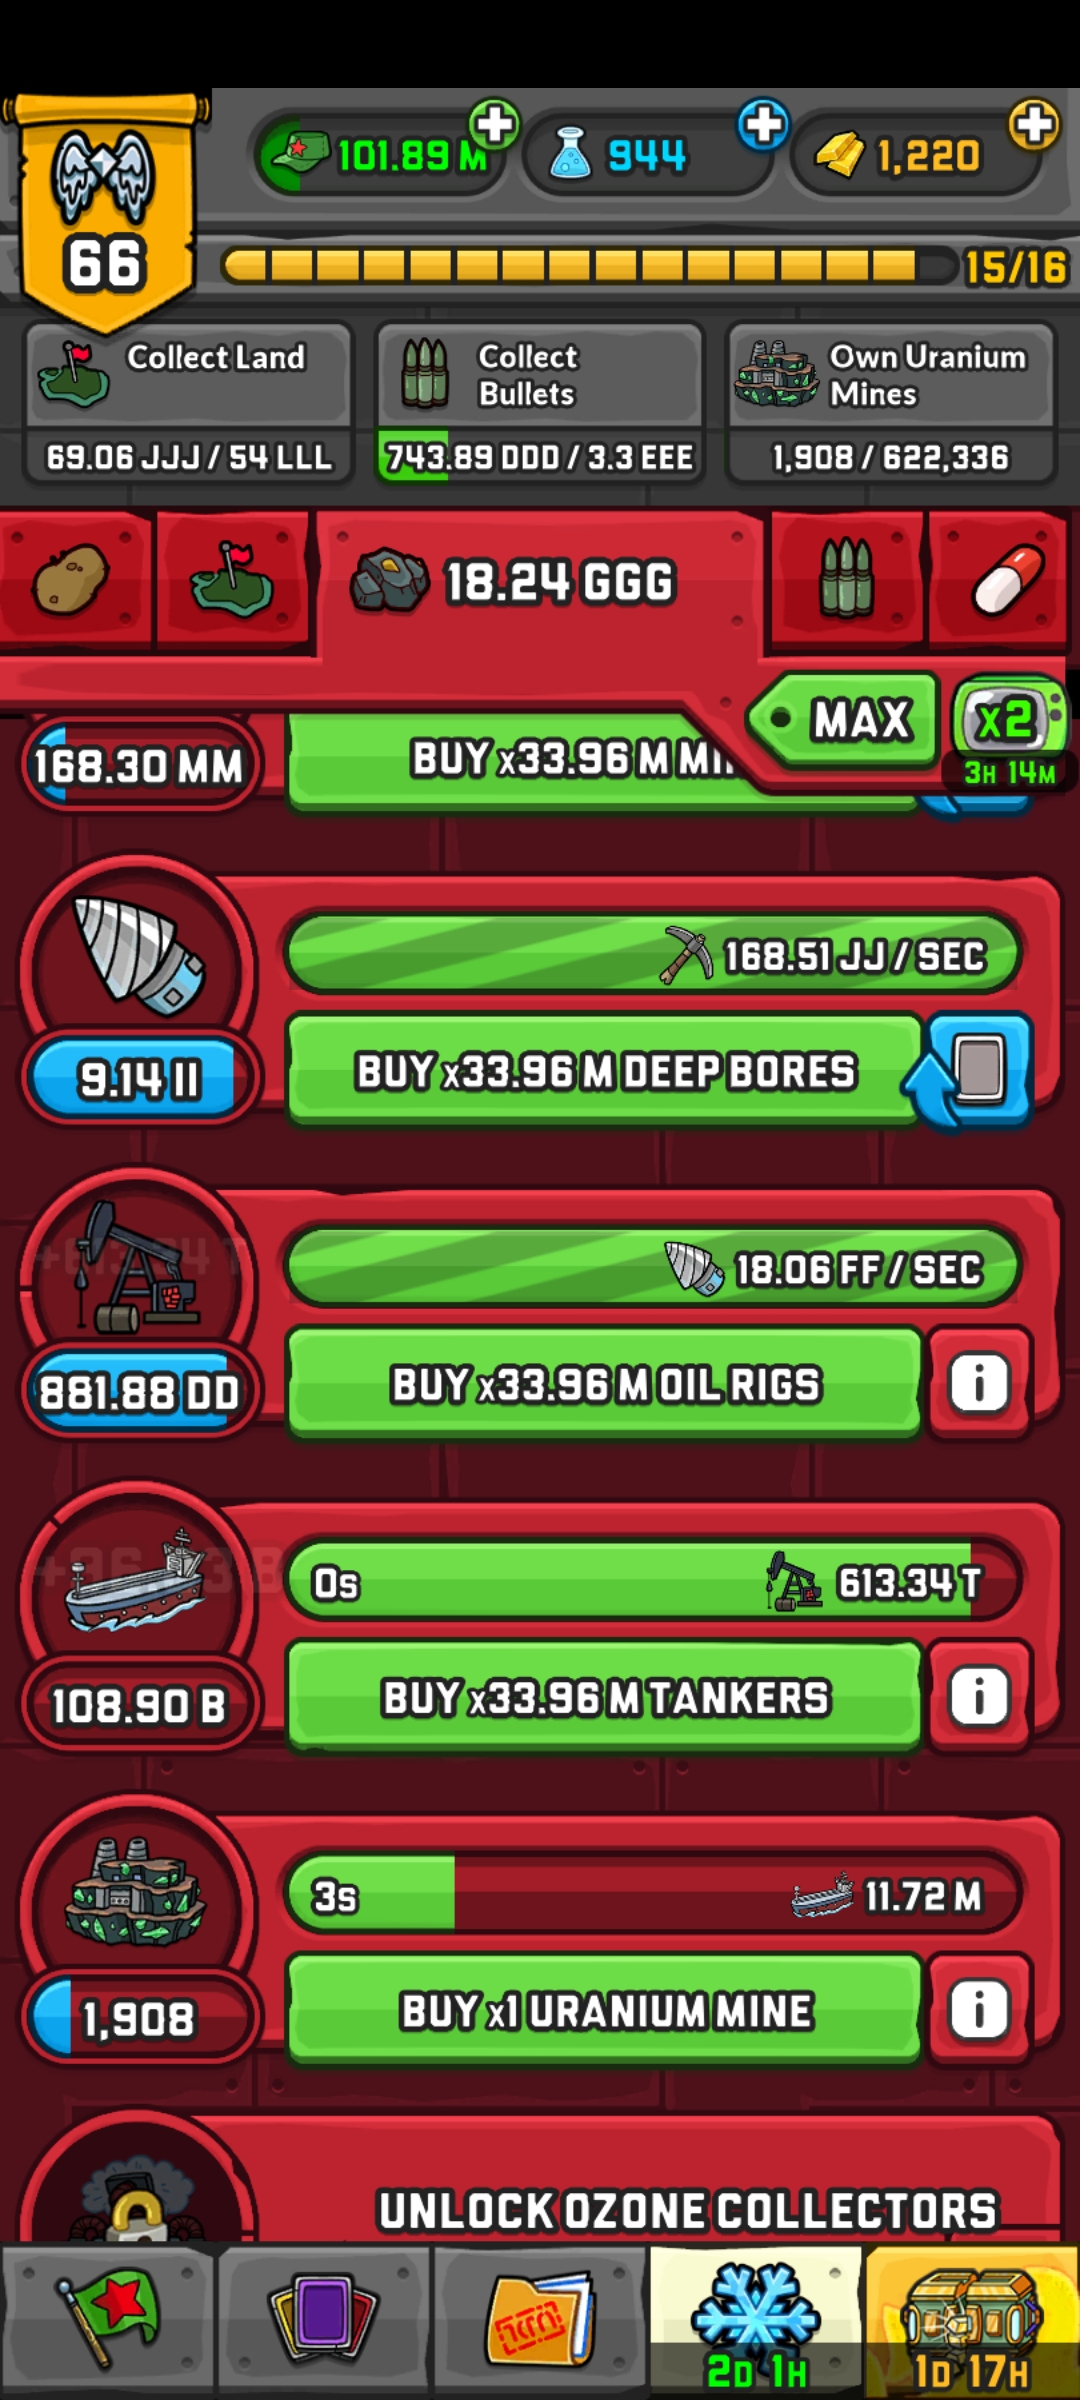 66
101.89 M
944
1,220
15/16
Collect Land
69.06 JJJ / 54 LLL
Collect
Bullets
743.89 DDD / 3.3 EEE
Own Uranium
Mines
1,908 / 622,336
18.24 GGG
MAX
x2
3H 14M
168.30 MM
BUY x33.96 M
168.51 JJ / SEC
9.14 II
BUY x33.96 M DEEP BORES
18.06 FF / SEC
881.88 DD
BUY x33.96 M OIL RIGS
i
0s
613.34 T
108.90 B
BUY x33.96 M TANKERS
i
3s
11.72 M
1,908
BUY x1 URANIUM MINE
i
UNLOCK OZONE COLLECTORS
2D 1H
1D 17H